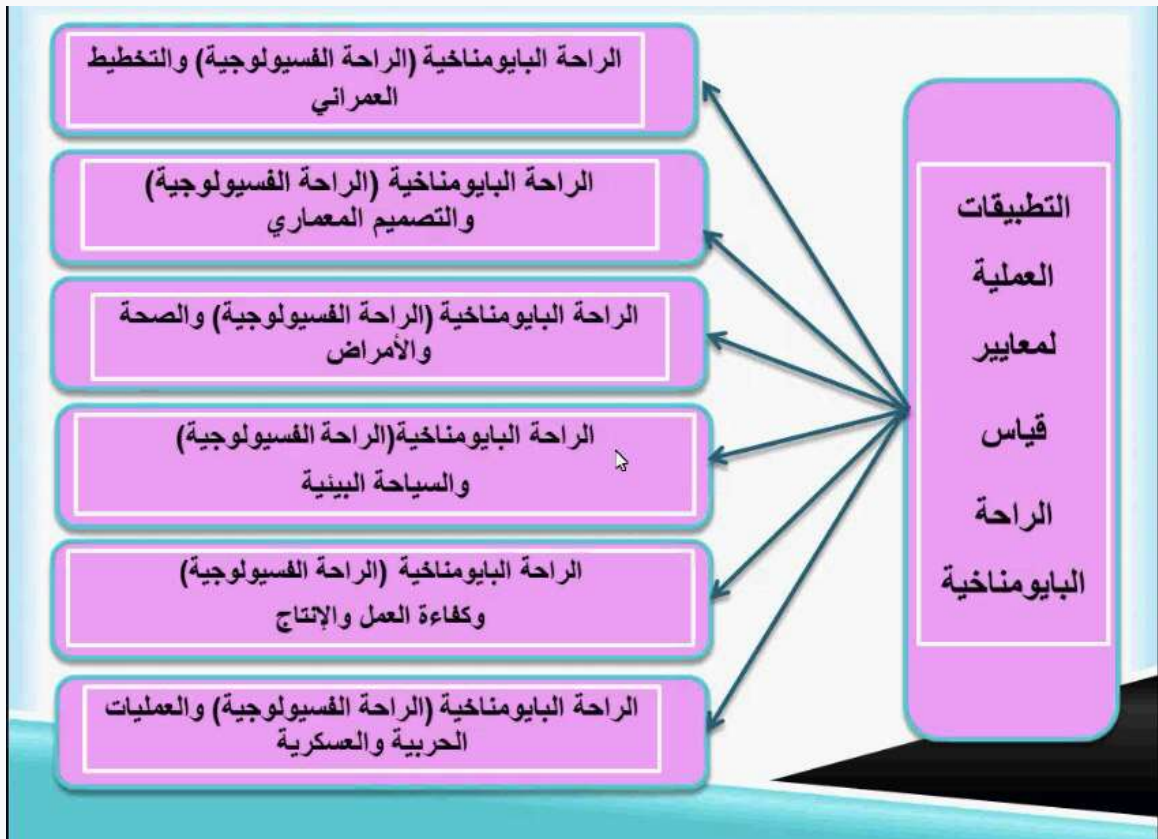 التطبيقات
العملية
لمعايير
قياس
الراحة
البايومناخية
الراحة البايومناخية (الراحة الفسيولوجية) والتخطيط
العمراني
الراحة البايومناخية (الراحة الفسيولوجية)
والتصميم المعماري
الراحة البايومناخية (الراحة الفسيولوجية) والصحة
والأمراض
الراحة البايومناخية(الراحة الفسيولوجية)
والسياحة البيئية
الراحة البايومناخية (الراحة الفسيولوجية)
وكفاءة العمل والإنتاج
الراحة البايومناخية (الراحة الفسيولوجية) والعمليات
الحربية والعسكرية